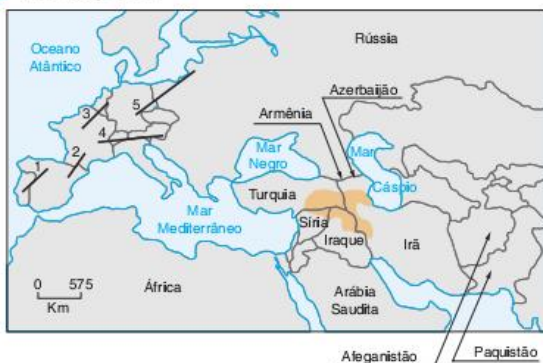 Oceano
Atântico
Rússia
Azerbaijão
Armênia
3
5
4
2
1
Mar
Negro
Mar
Cáspio
Turquia
Síria
Iraque
Irã
Mar
Mediterrâneo
0 575
Km
África
Arábia
Saudita
Afeganistão
Paquistão